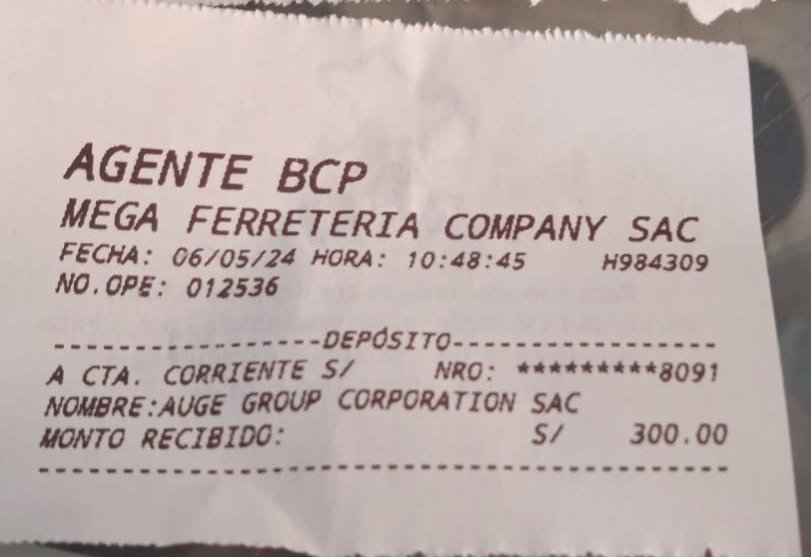 AGENTE BCP
MEGA FERRETERIA COMPANY SAC
FECHA: 06/05/24 HORA: 10:48:45 H984309
NO.OPE: 012536
-----------------DEPÓSITO-----------------
A CTA. CORRIENTE S/ NRO: *********8091
NOMBRE:AUGE GROUP CORPORATION SAC
MONTO RECIBIDO: S/ 300.00
------------------------------------------